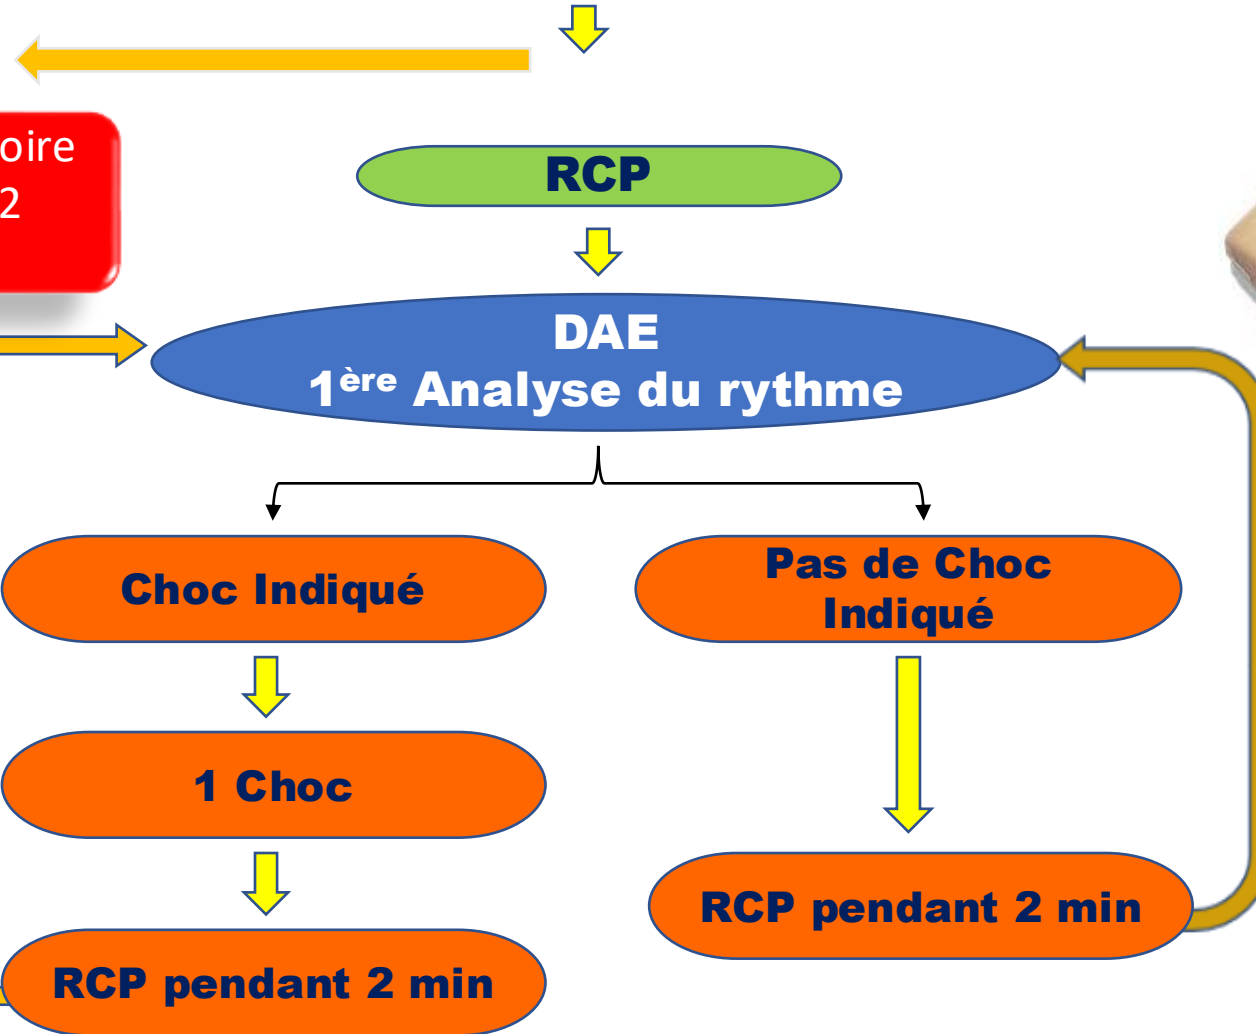 oire
2
RCP
DAE
1ère Analyse du rythme
Choc Indiqué
Pas de Choc
Indiqué
1 Choc
RCP pendant 2 min
RCP pendant 2 min